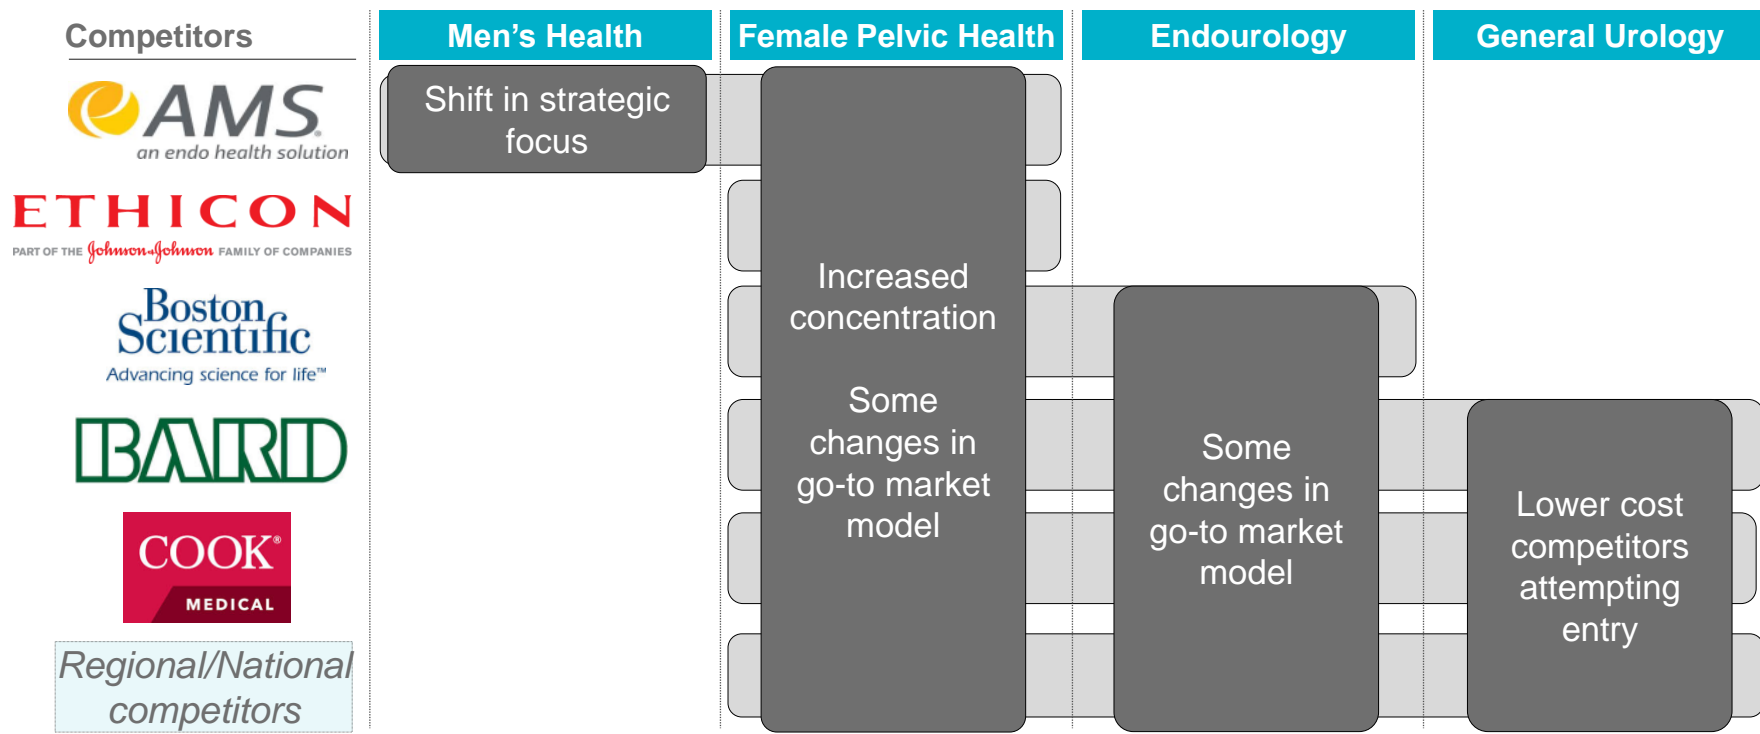 Competitors
Men's Health
Female Pelvic Health
Endourology
General Urology
AMS
an endo health solution
Shift in strategic
focus
ETHICON
PART OF THE Johnson & Johnson FAMILY OF COMPANIES
Boston
Scientific
Advancing science for life™
BARD
COOK®
MEDICAL
Regional/National
competitors
Increased
concentration
Some
changes in
go-to market
model
Some
changes in
go-to market
model
Lower cost
competitors
attempting
entry